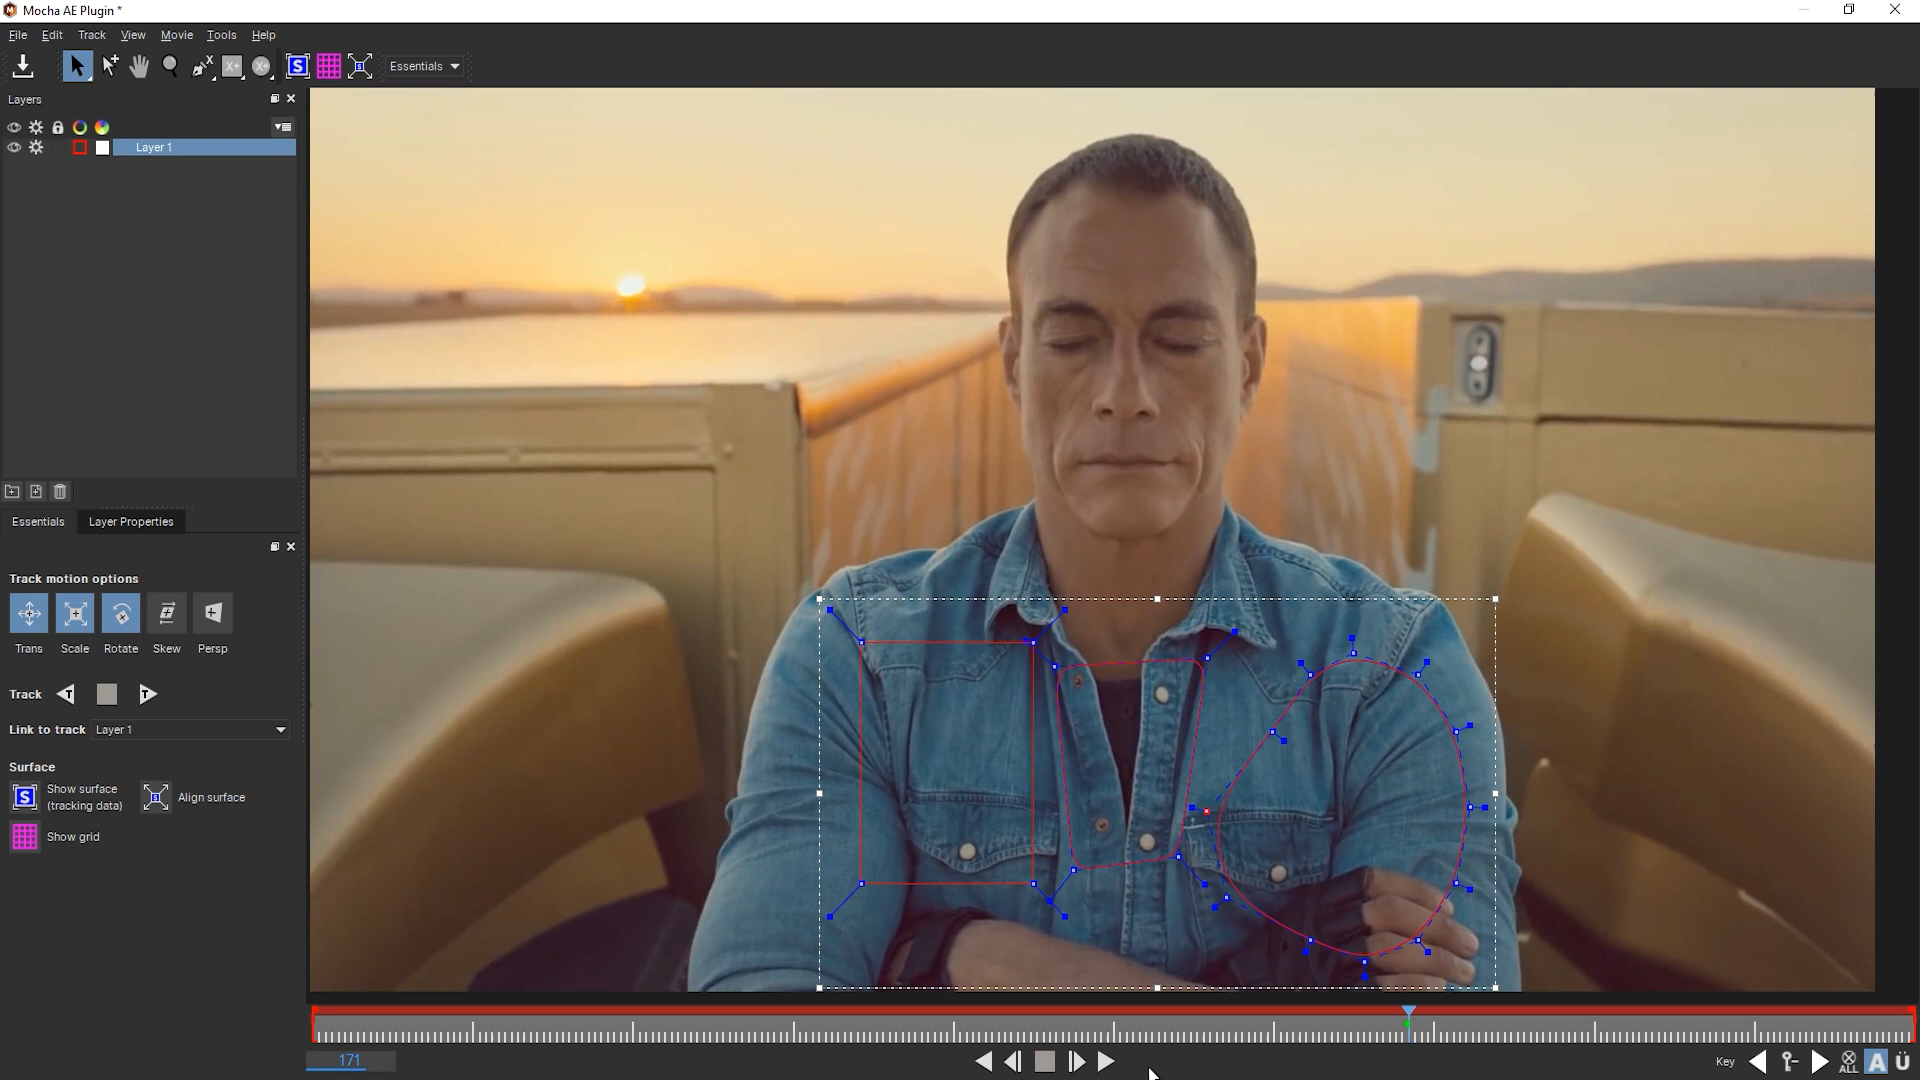 Mocha AE Plugin *
File Edit Track View Movie Tools Help
S S Essentials
Layers
Layer 1
Essentials Layer Properties
Track motion options
Trans Scale Rotate Skew Persp
Track T T
Link to track Layer 1
Surface
S Show surface (tracking data) S Align surface
Show grid
171
Key ALL A Ü